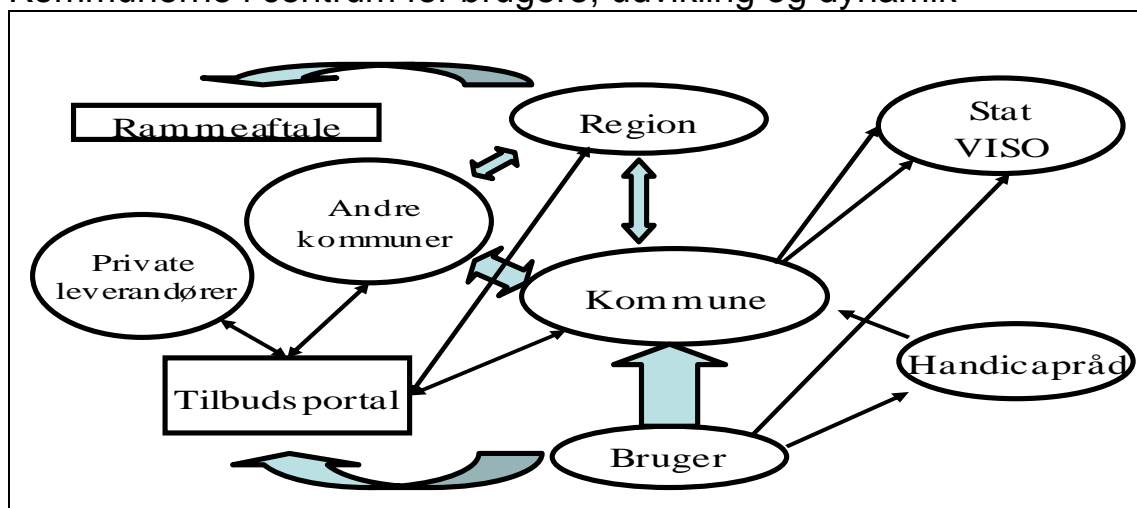 Kommunerne i centrum for brugere, udvikling og dynamik
Rammeaftale
Region
Stat
VISO
Andre
kommuner
Private
leverandører
Kommune
Handicapråd
Tilbudsportal
Bruger